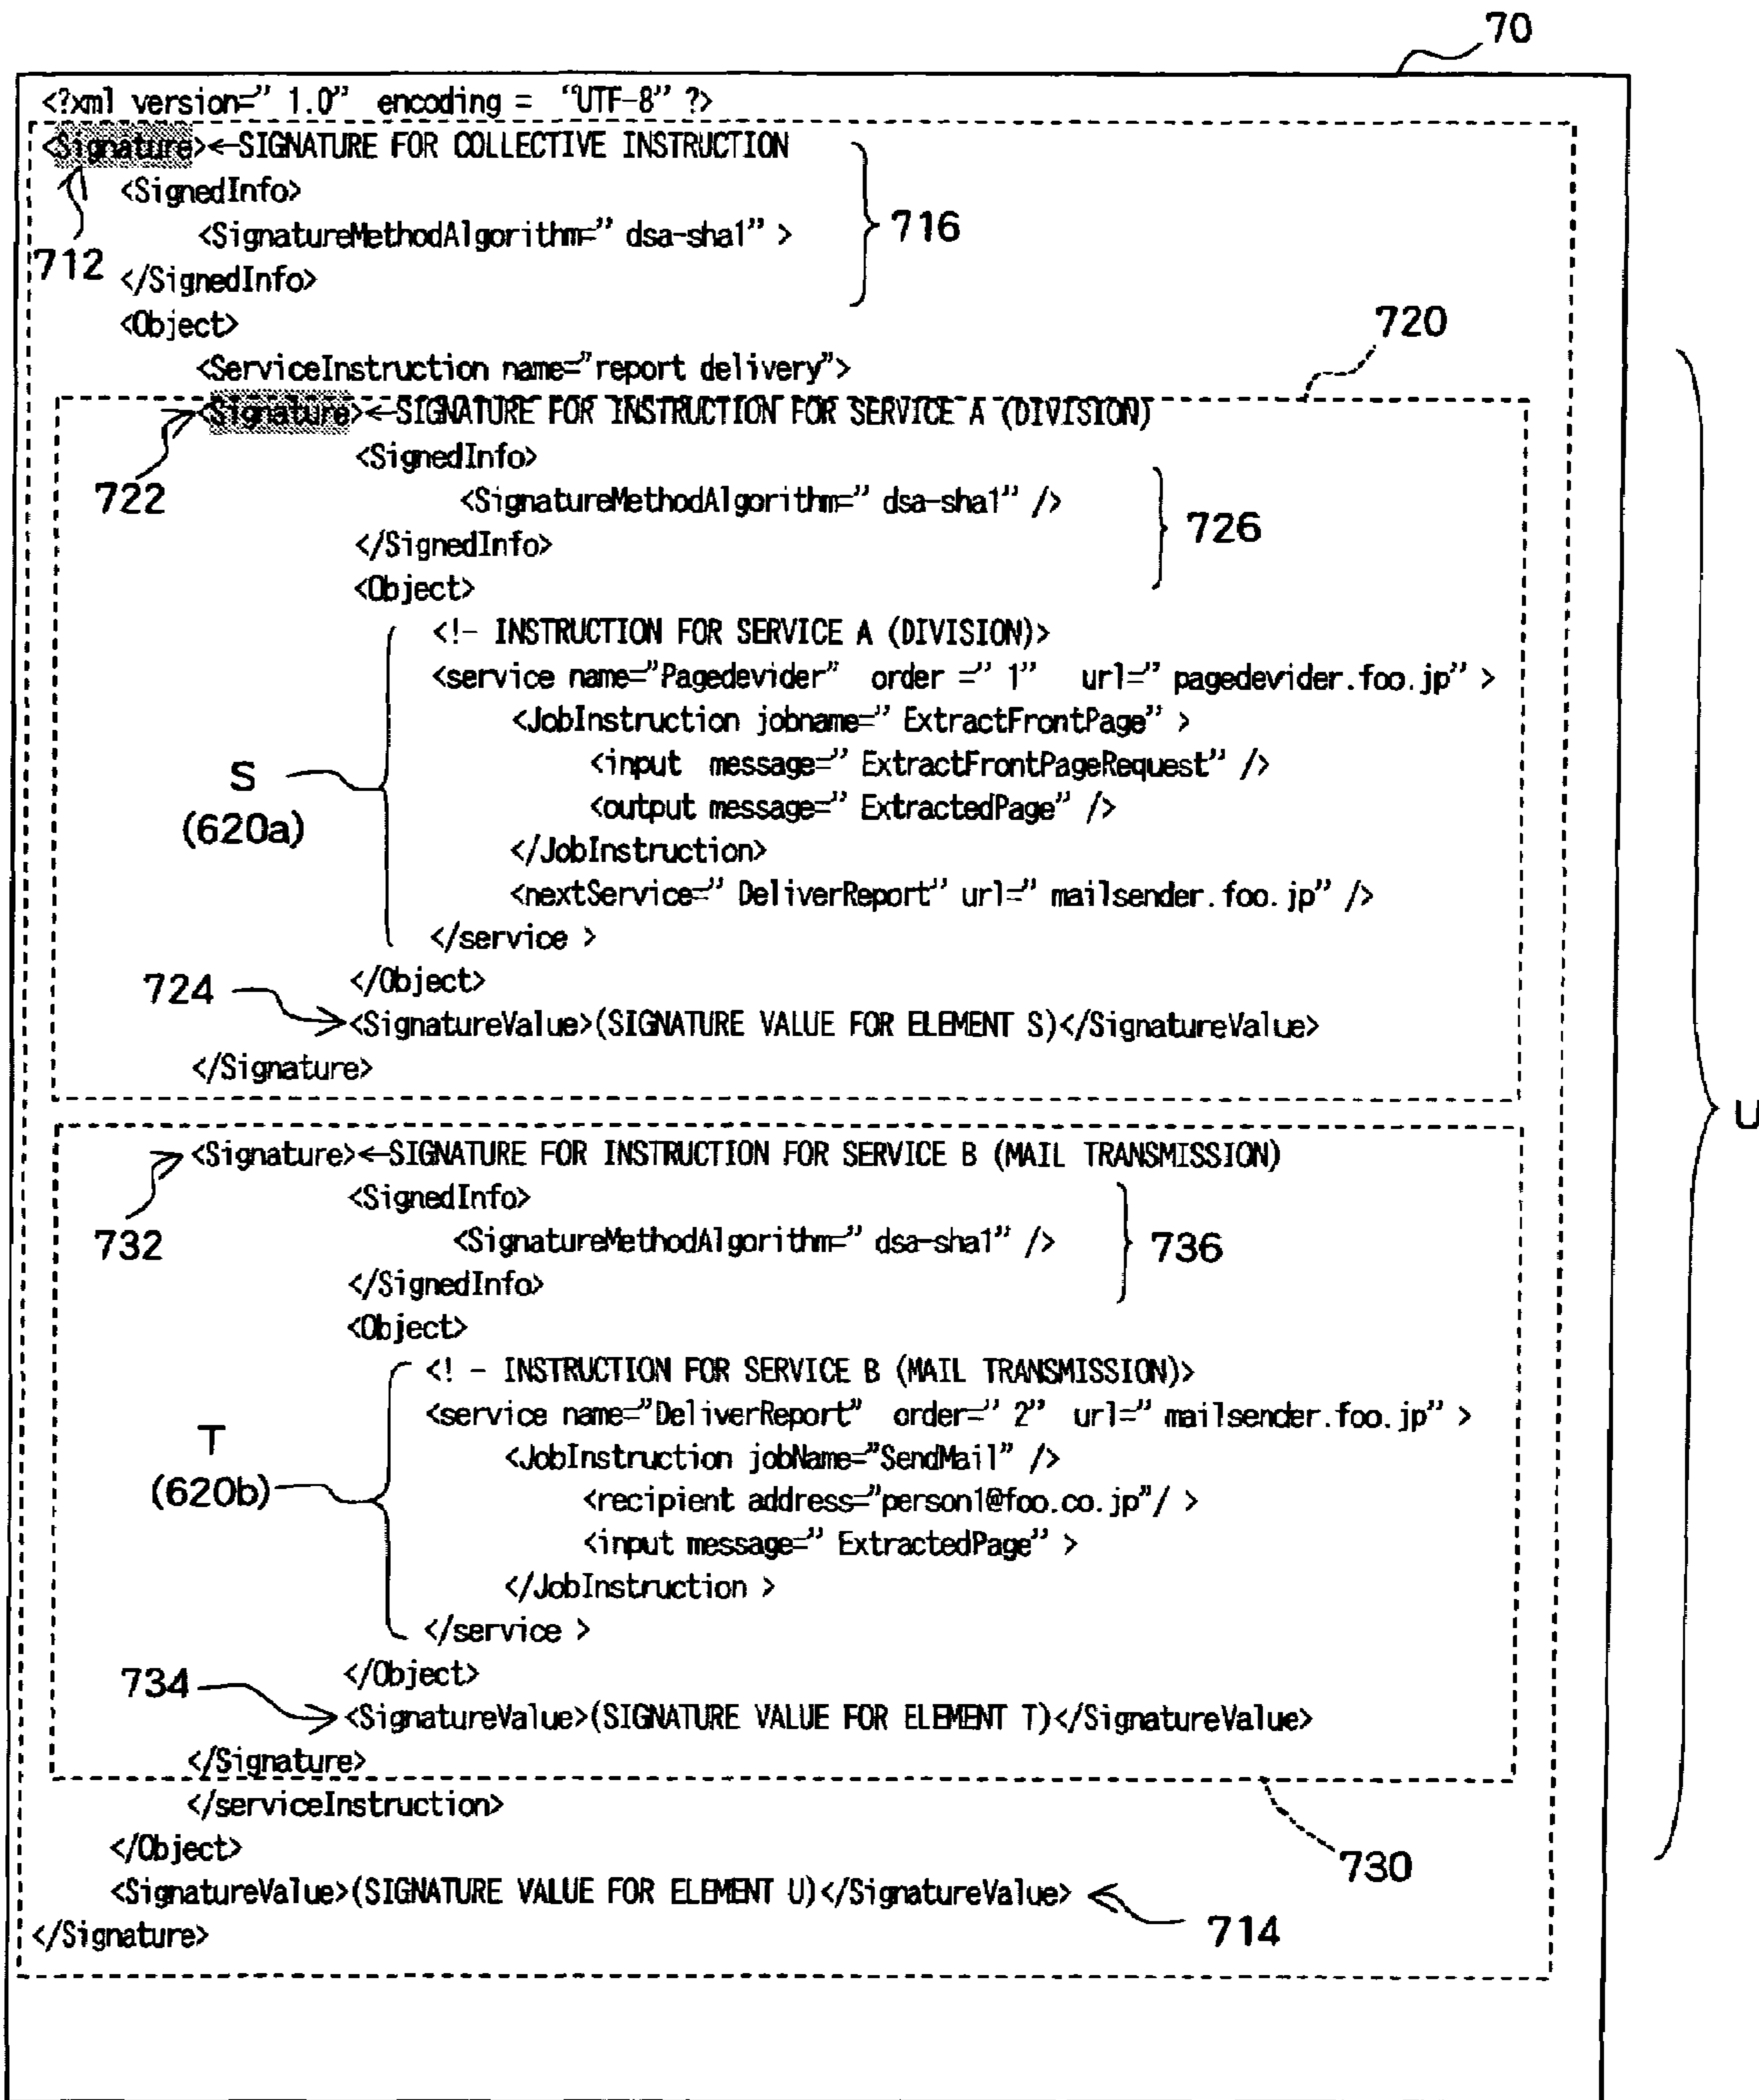 70
<?xml version=” 1.0” encoding = “UTF-8” ?>
<Signature>←SIGNATURE FOR COLLECTIVE INSTRUCTION
<SignedInfo>
<SignatureMethodAlgorithm=” dsa-sha1” >
716
712
</SignedInfo>
<Object>
720
<ServiceInstruction name=”report delivery”>
<Signature>←SIGNATURE FOR INSTRUCTION FOR SERVICE A (DIVISION)
722
<SignedInfo>
<SignatureMethodAlgorithm=” dsa-sha1” />
726
</SignedInfo>
<Object>
<!- INSTRUCTION FOR SERVICE A (DIVISION)>
<service name=”Pagedevider” order =” 1” url=” pagedevider.foo.jp” >
<JobInstruction jobname=” ExtractFrontPage” >
<input message=” ExtractFrontPageRequest” />
S
(620a)
<output message=” ExtractedPage” />
</JobInstruction>
<nextService=” DeliverReport” url=” mailsender.foo.jp” />
</service >
</Object>
724
<SignatureValue>(SIGNATURE VALUE FOR ELEMENT S)</SignatureValue>
</Signature>
U
<Signature>←SIGNATURE FOR INSTRUCTION FOR SERVICE B (MAIL TRANSMISSION)
732
<SignedInfo>
<SignatureMethodAlgorithm=” dsa-sha1” />
736
</SignedInfo>
<Object>
<! - INSTRUCTION FOR SERVICE B (MAIL TRANSMISSION)>
<service name=”DeliverReport” order=” 2” url=” mailsender.foo.jp” >
T
(620b)
<JobInstruction jobName=”SendMail” />
<recipient address=”person1@foo.co.jp”/ >
<input message=” ExtractedPage” >
</JobInstruction >
</service >
</Object>
734
<SignatureValue>(SIGNATURE VALUE FOR ELEMENT T)</SignatureValue>
</Signature>
</serviceInstruction>
</Object>
730
<SignatureValue>(SIGNATURE VALUE FOR ELEMENT U)</SignatureValue>
714
</Signature>